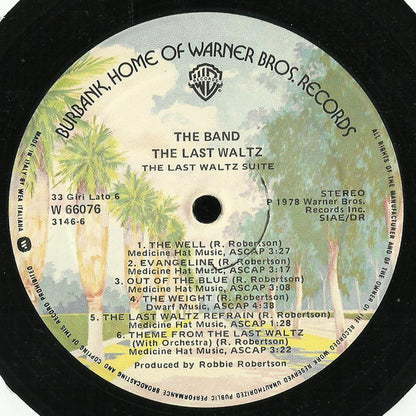 BURBANK, HOME OF WARNER BROS. RECORDS
WB
RECORDS
THE BAND
THE LAST WALTZ
THE LAST WALTZ SUITE
33 Giri Lato 6
W 66076
3146-6
STEREO
P 1978 Warner Bros.
Records Inc.
SIAE/DR
1. THE WELL (R. Robertson)
Medicine Hat Music, ASCAP 3:27
2. EVANGELINE (R. Robertson)
Medicine Hat Music, ASCAP 3:17
3. OUT OF THE BLUE (R. Robertson)
Medicine Hat Music, ASCAP 3:08
4. THE WEIGHT (R. Robertson)
Dwarf Music, ASCAP 4:38
5. THE LAST WALTZ REFRAIN (R. Robertson)
Medicine Hat Music, ASCAP 1:28
6. THEME FROM THE LAST WALTZ
(With Orchestra) (R. Robertson)
Medicine Hat Music, ASCAP 3:22
Produced by Robbie Robertson
MADE IN ITALY BY WEA ITALIANA
W
ALL RIGHTS OF THE MANUFACTURER AND OF THE OWNER OF THE RECORDED WORK RESERVED. UNAUTHORIZED PUBLIC PERFORMANCE BROADCASTING AND COPYING OF THIS RECORD PROHIBITED